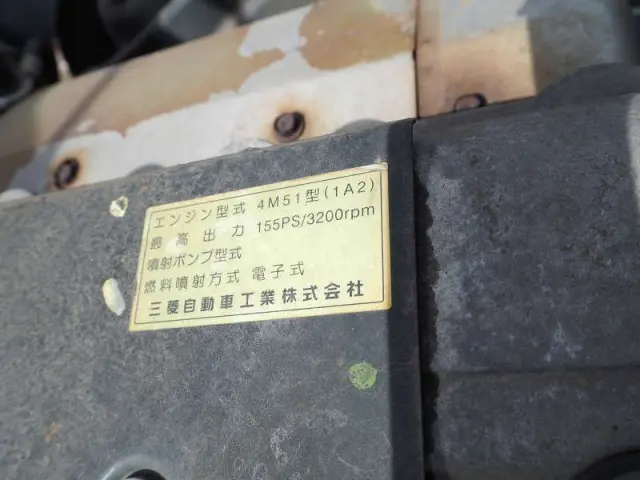 エンジン型式 4M51型(1A2)
最高出力 155PS/3200rpm
噴射ポンプ型式
燃料噴射方式 電子式
三菱自動車工業株式会社